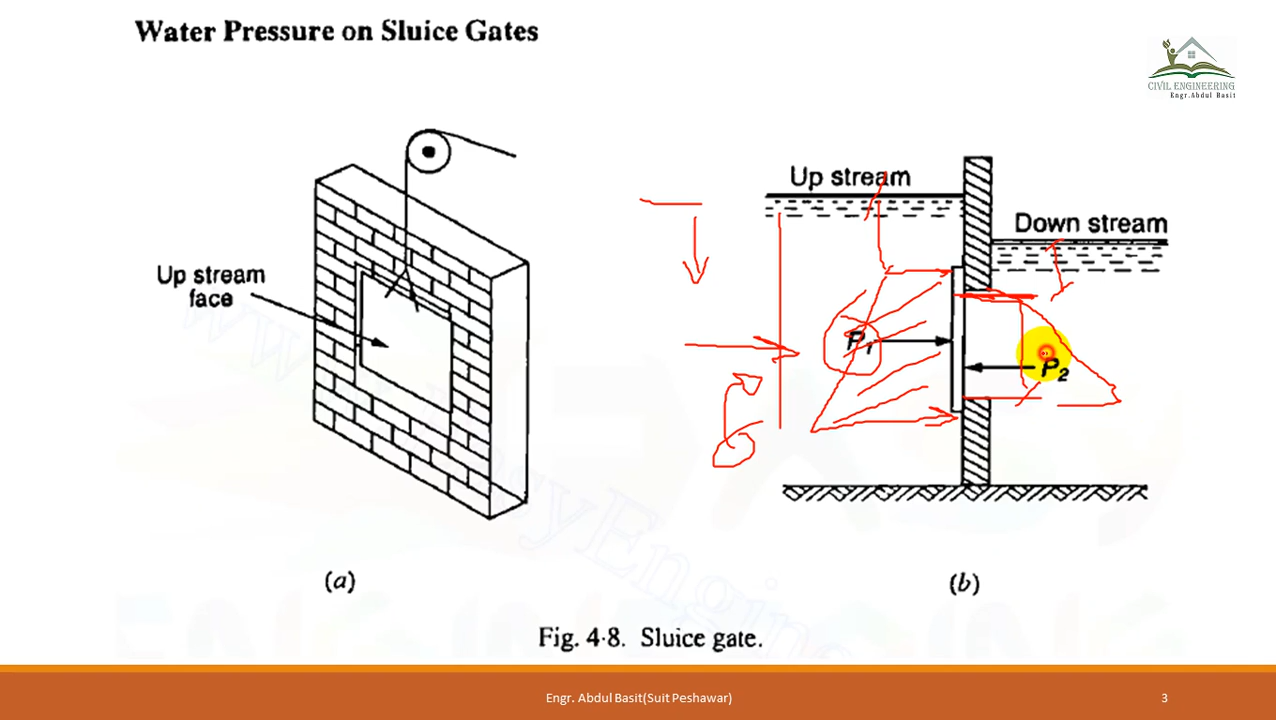 Water Pressure on Sluice Gates
CIVIL ENGINEERING
Engr.Abdul Basit
Up stream
Down stream
Up stream
face
P1
P2
(a)
(b)
Fig. 4·8. Sluice gate.
Engr. Abdul Basit(Suit Peshawar)
3